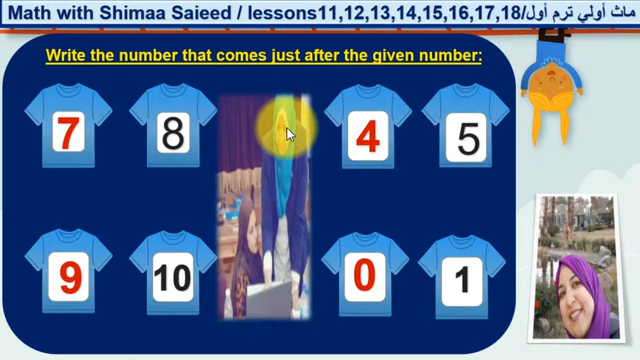 Math with Shimaa Saieed / lessons11,12,13,14,15,16,17,18/ماث أولي ترم أول
Write the number that comes just after the given number:
7 8 4 5
9 10 0 1